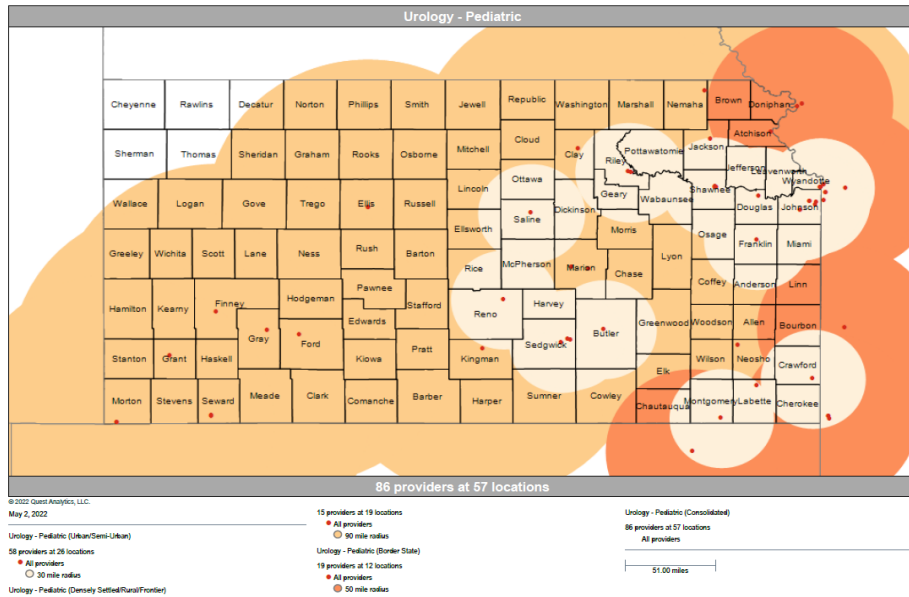 Urology - Pediatric
Cheyenne Rawlins Decatur Norton Phillips Smith Jewell Republic Washington Marshall Nemaha Brown Doniphan
Sherman Thomas Sheridan Graham Rooks Osborne Mitchell Cloud Clay Riley Pottawatomie Jackson Atchison
Jefferson Leavenworth Wyandotte
Wallace Logan Gove Trego Ellis Russell Lincoln Ottawa Saline Dickinson Geary Wabaunsee Shawnee Douglas Johnson
Greeley Wichita Scott Lane Ness Rush Barton Ellsworth Rice McPherson Marion Morris Chase Lyon Osage Franklin Miami
Hamilton Kearny Finney Hodgeman Pawnee Stafford Reno Harvey Butler Greenwood Coffey Anderson Linn
Stanton Grant Haskell Gray Ford Edwards Kiowa Pratt Kingman Sedgwick Elk Woodson Allen Bourbon
Wilson Neosho Crawford
Morton Stevens Seward Meade Clark Comanche Barber Harper Sumner Cowley Chautauqua Montgomery Labette Cherokee
86 providers at 57 locations
© 2022 Quest Analytics, LLC.
May 2, 2022
Urology - Pediatric (Urban/Semi-Urban)
58 providers at 26 locations
All providers
30 mile radius
Urology - Pediatric (Densely Settled/Rural/Frontier)
15 providers at 19 locations
All providers
90 mile radius
Urology - Pediatric (Border State)
19 providers at 12 locations
All providers
50 mile radius
Urology - Pediatric (Consolidated)
86 providers at 57 locations
All providers
51.00 miles